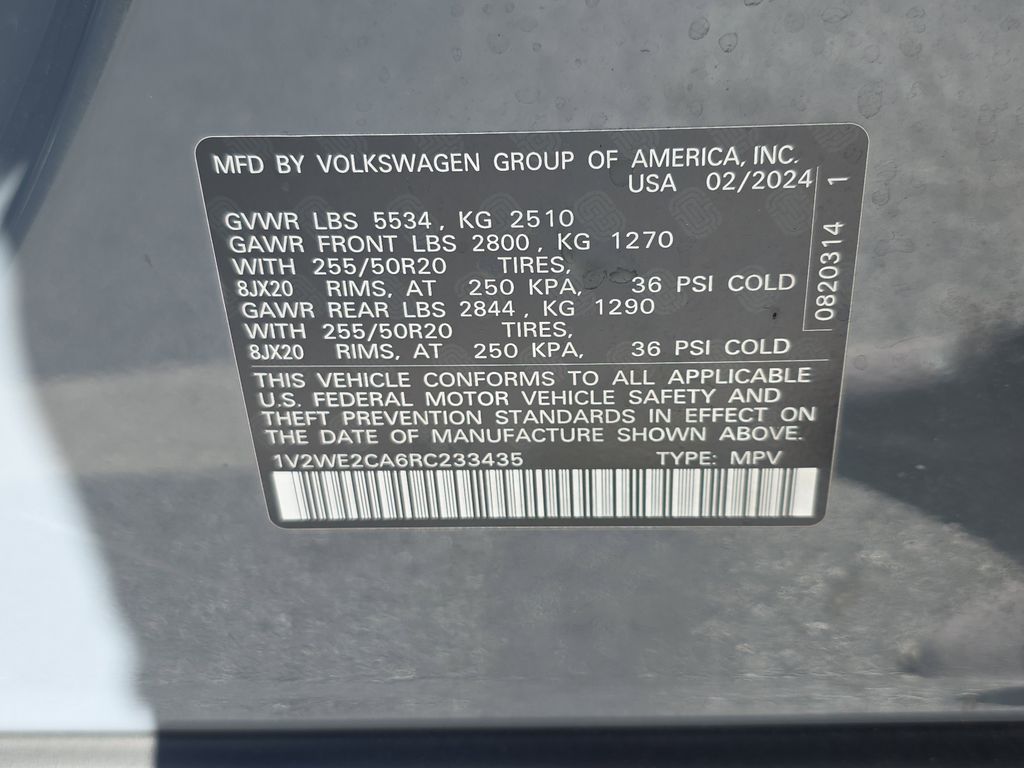 MFD BY VOLKSWAGEN GROUP OF AMERICA, INC.
USA 02/2024
GVWR LBS 5534, KG 2510
GAWR FRONT LBS 2800, KG 1270
WITH 255/50R20 TIRES,
8JX20 RIMS, AT 250 KPA, 36 PSI COLD
GAWR REAR LBS 2844, KG 1290
WITH 255/50R20 TIRES,
8JX20 RIMS, AT 250 KPA, 36 PSI COLD
0820314 1
THIS VEHICLE CONFORMS TO ALL APPLICABLE
U.S. FEDERAL MOTOR VEHICLE SAFETY AND
THEFT PREVENTION STANDARDS IN EFFECT ON
THE DATE OF MANUFACTURE SHOWN ABOVE.
1V2WE2CA6RC233435 TYPE: MPV